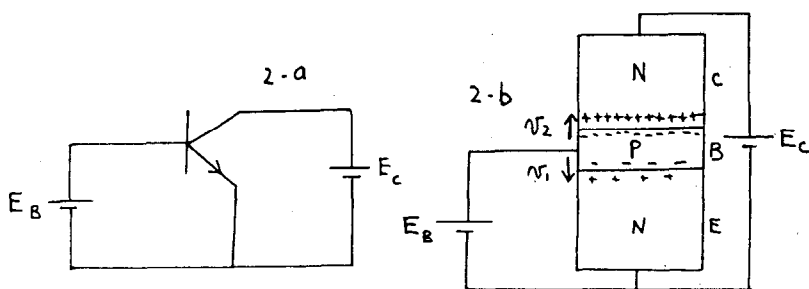 2-a
E_B
E_C
2-b
N
C
+++++++++++
v_2
-----------
P
B
E_C
v_1
- - - -
+ + + +
E_B
N
E